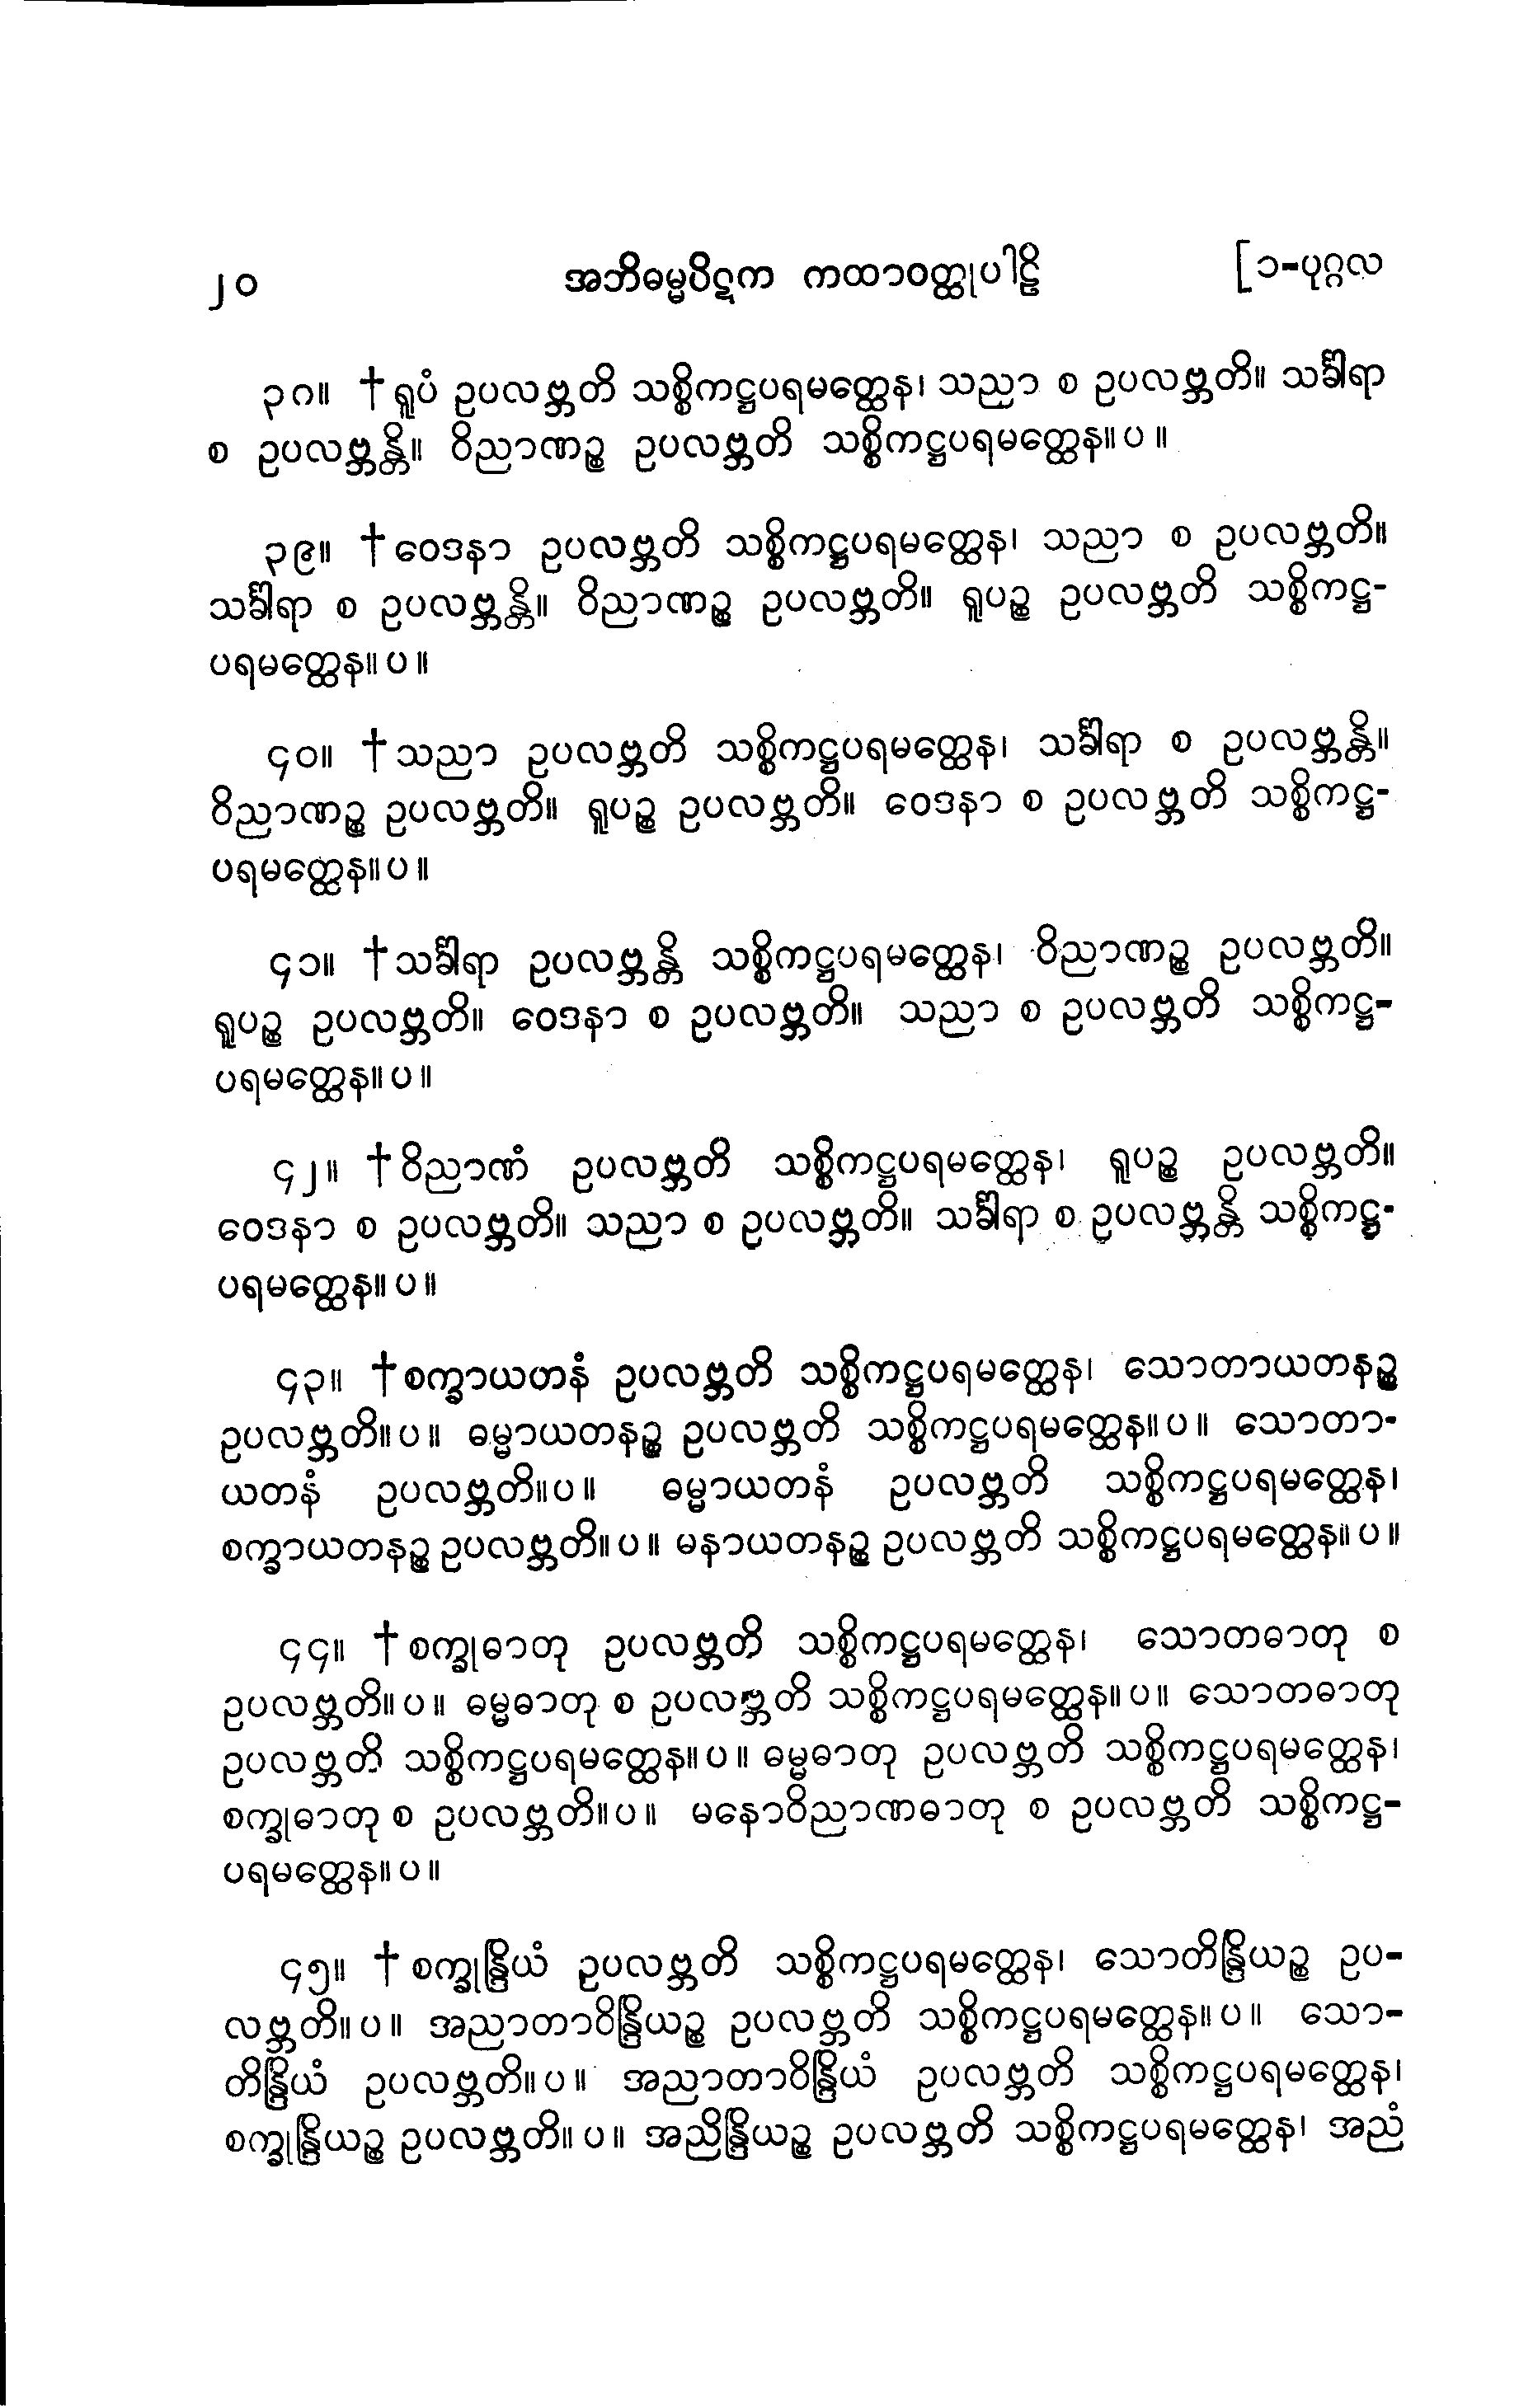 ၂၀ အဘိဓမ္မပိဋက ကထာဝတ္ထုပါဠိ [၁-ပုဂ္ဂလ
၃၈။ †ရူပံ ဥပလဗ္ဘတိ သစ္စိကဋ္ဌပရမတ္ထေန၊ သညာ စ ဥပလဗ္ဘတိ။ သင်္ခါရာ
စ ဥပလဗ္ဘန္တိ။ ဝိညာဏဉ္စ ဥပလဗ္ဘတိ သစ္စိကဋ္ဌပရမတ္ထေန။ပ။
၃၉။ †ဝေဒနာ ဥပလဗ္ဘတိ သစ္စိကဋ္ဌပရမတ္ထေန၊ သညာ စ ဥပလဗ္ဘတိ။
သင်္ခါရာ စ ဥပလဗ္ဘန္တိ။ ဝိညာဏဉ္စ ဥပလဗ္ဘတိ။ ရူပဉ္စ ဥပလဗ္ဘတိ သစ္စိကဋ္ဌ-
ပရမတ္ထေန။ပ။
၄၀။ †သညာ ဥပလဗ္ဘတိ သစ္စိကဋ္ဌပရမတ္ထေန၊ သင်္ခါရာ စ ဥပလဗ္ဘန္တိ။
ဝိညာဏဉ္စ ဥပလဗ္ဘတိ။ ရူပဉ္စ ဥပလဗ္ဘတိ။ ဝေဒနာ စ ဥပလဗ္ဘတိ သစ္စိကဋ္ဌ-
ပရမတ္ထေန။ပ။
၄၁။ †သင်္ခါရာ ဥပလဗ္ဘန္တိ သစ္စိကဋ္ဌပရမတ္ထေန၊ ဝိညာဏဉ္စ ဥပလဗ္ဘတိ။
ရူပဉ္စ ဥပလဗ္ဘတိ။ ဝေဒနာ စ ဥပလဗ္ဘတိ။ သညာ စ ဥပလဗ္ဘတိ သစ္စိကဋ္ဌ-
ပရမတ္ထေန။ပ။
၄၂။ †ဝိညာဏံ ဥပလဗ္ဘတိ သစ္စိကဋ္ဌပရမတ္ထေန၊ ရူပဉ္စ ဥပလဗ္ဘတိ။
ဝေဒနာ စ ဥပလဗ္ဘတိ။ သညာ စ ဥပလဗ္ဘတိ။ သင်္ခါရာ စ ဥပလဗ္ဘန္တိ သစ္စိကဋ္ဌ-
ပရမတ္ထေန။ပ။
၄၃။ †စက္ခာယတနံ ဥပလဗ္ဘတိ သစ္စိကဋ္ဌပရမတ္ထေန၊ သောတာယတနဉ္စ
ဥပလဗ္ဘတိ။ပ။ ဓမ္မာယတနဉ္စ ဥပလဗ္ဘတိ သစ္စိကဋ္ဌပရမတ္ထေန။ပ။ သောတာ-
ယတနံ ဥပလဗ္ဘတိ။ပ။ ဓမ္မာယတနံ ဥပလဗ္ဘတိ သစ္စိကဋ္ဌပရမတ္ထေန၊
စက္ခာယတနဉ္စ ဥပလဗ္ဘတိ။ပ။ မနာယတနဉ္စ ဥပလဗ္ဘတိ သစ္စိကဋ္ဌပရမတ္ထေန။ပ။
၄၄။ †စက္ခုဓာတု ဥပလဗ္ဘတိ သစ္စိကဋ္ဌပရမတ္ထေန၊ သောတဓာတု စ
ဥပလဗ္ဘတိ။ပ။ ဓမ္မဓာတု စ ဥပလဗ္ဘတိ သစ္စိကဋ္ဌပရမတ္ထေန။ပ။ သောတဓာတု
ဥပလဗ္ဘတိ သစ္စိကဋ္ဌပရမတ္ထေန။ပ။ ဓမ္မဓာတု ဥပလဗ္ဘတိ သစ္စိကဋ္ဌပရမတ္ထေန၊
စက္ခုဓာတု စ ဥပလဗ္ဘတိ။ပ။ မနောဝိညာဏဓာတု စ ဥပလဗ္ဘတိ သစ္စိကဋ္ဌ-
ပရမတ္ထေန။ပ။
၄၅။ †စက္ခုန္ဒြိယံ ဥပလဗ္ဘတိ သစ္စိကဋ္ဌပရမတ္ထေန၊ သောတိန္ဒြိယဉ္စ ဥပ-
လဗ္ဘတိ။ပ။ အညာတာဝိန္ဒြိယဉ္စ ဥပလဗ္ဘတိ သစ္စိကဋ္ဌပရမတ္ထေန။ပ။ သော-
တိန္ဒြိယံ ဥပလဗ္ဘတိ။ပ။ အညာတာဝိန္ဒြိယံ ဥပလဗ္ဘတိ သစ္စိကဋ္ဌပရမတ္ထေန၊
စက္ခုန္ဒြိယဉ္စ ဥပလဗ္ဘတိ။ပ။ အညိန္ဒြိယဉ္စ ဥပလဗ္ဘတိ သစ္စိကဋ္ဌပရမတ္ထေန၊ အညံ